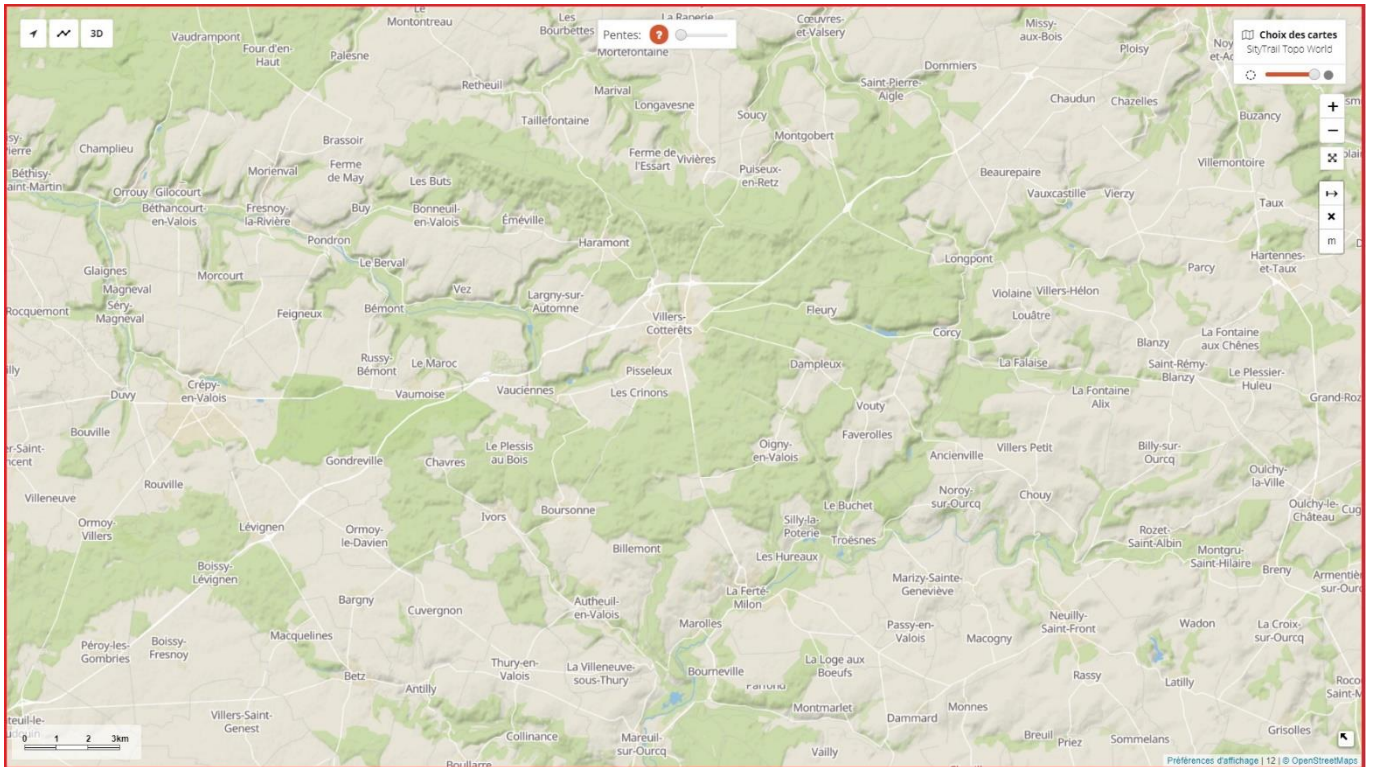 Le
Montontreau
Les
Bourbettes
La Ranerie
Cœuvres-
et-Valsery
Missy-
aux-Bois
3D
Pentes:
?
Choix des cartes
SityTrail Topo World
Vaudrampont
Four-d'en-
Haut
Palesne
Mortefontaine
Ploisy
Dommiers
Retheuil
Marival
Saint-Pierre-
Aigle
Longavesne
Chaudun
Chazelles
Taillefontaine
Soucy
Buzancy
+
−
Montgobert
Champlieu
Brassoir
Ferme de
l'Essart
Vivières
Villemontoire
Béthisy-
Morienval
Ferme
de May
Les Buts
Puiseux-
en-Retz
Beaurepaire
Orrouy
Gilocourt
Vauxcastille
Vierzy
Taux
Béthancourt-
en-Valois
Fresnoy-
la-Rivière
Buy
Bonneuil-
en-Valois
Éméville
m
Pondron
Haramont
Longpont
Hartennes-
et-Taux
Glaignes
Morcourt
Le Berval
Parcy
Magneval
Vez
Largny-sur-
Automne
Violaine
Villers-Hélon
Rocquemont
Séry-
Magneval
Feigneux
Bémont
Villers-
Cotterêts
Fleury
Louâtre
Corcy
La Fontaine
aux Chênes
Blanzy
Russy-
Bémont
Le Maroc
Pisseleux
Dampleux
La Falaise
Saint-Rémy-
Blanzy
Le Plessier-
Huleu
Duvy
Crépy-
en-Valois
Vaumoise
Vauciennes
Les Crinons
La Fontaine
Alix
Grand-Roz
Vouty
Bouville
Faverolles
Le Plessis
au Bois
Oigny-
en-Valois
Ancienville
Villers Petit
Billy-sur-
Ourcq
Gondreville
Chavres
Oulchy-
la-Ville
Villeneuve
Rouville
Noroy-
sur-Ourcq
Chouy
Boursonne
Le Buchet
Oulchy-le-
Château
Ormoy-
Villers
Lévignen
Ormoy-
le-Davien
Ivors
Silly-la-
Poterie
Troësnes
Rozet-
Saint-Albin
Billemont
Les Hureaux
Montgru-
Saint-Hilaire
Boissy-
Lévignen
Breny
Armentiè
sur-Ourc
Marizy-Sainte-
Geneviève
La Ferté-
Milon
Bargny
Autheuil-
en-Valois
Cuvergnon
Neuilly-
Saint-Front
Marolles
Passy-en-
Valois
Macogny
Wadon
La Croix-
sur-Ourcq
Péroy-les-
Gombries
Boissy-
Fresnoy
Macquelines
Betz
Thury-en-
Valois
La Villeneuve-
sous-Thury
Bourneville
La Loge aux
Boeufs
Rassy
Latilly
Antilly
Montmarlet
Monnes
Villers-Saint-
Genest
Dammard
Collinance
Mareuil-
sur-Ourcq
Vailly
Breuil
Priez
Sommelans
Grisolles
0 1 2 3km
Boullarre
Préférences d'affichage | 12 | © OpenStreetMaps